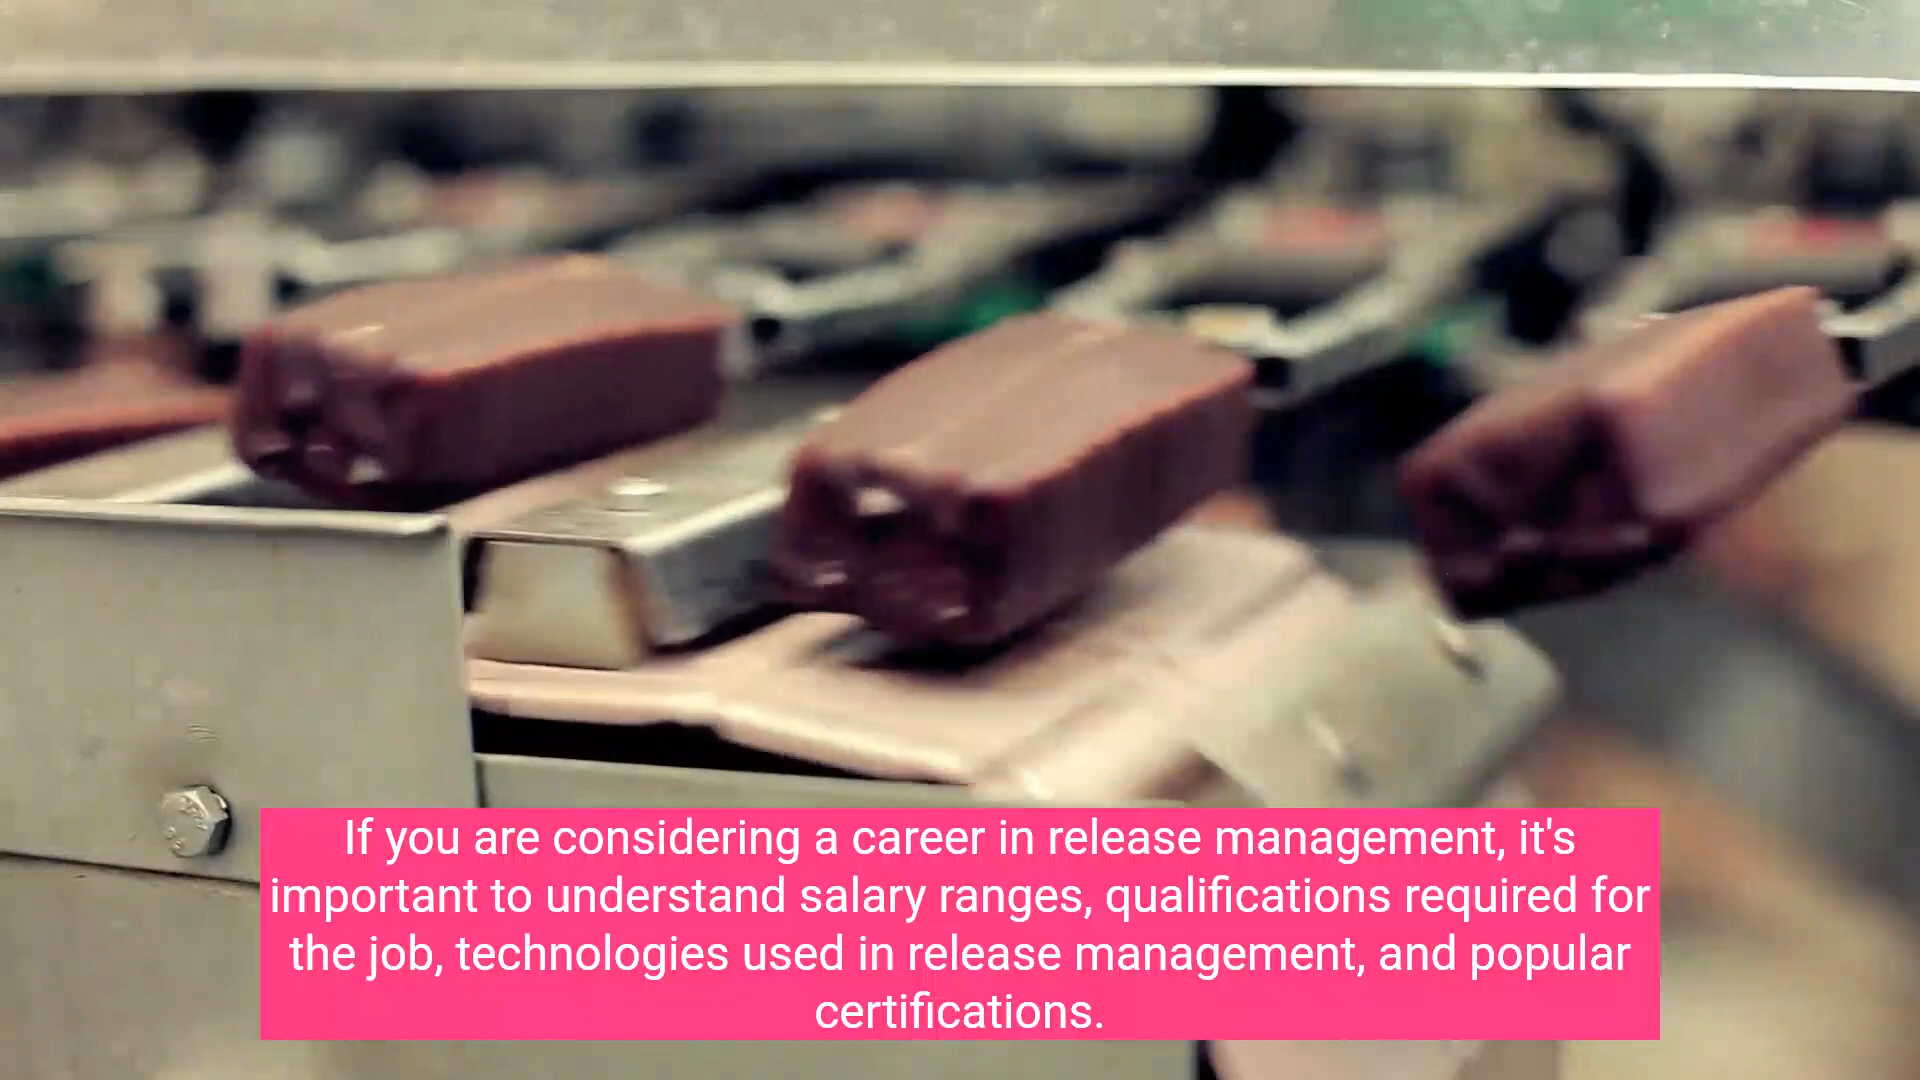 If you are considering a career in release management, it's
important to understand salary ranges, qualifications required for
the job, technologies used in release management, and popular
certifications.